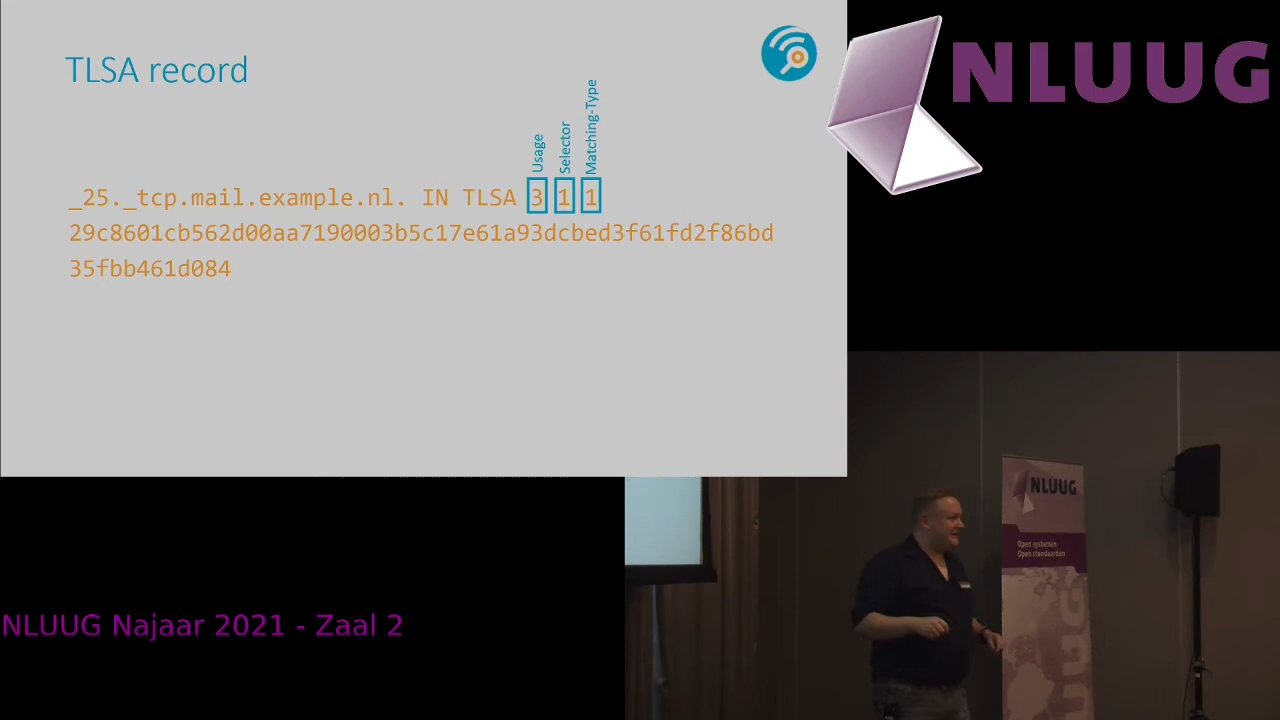 TLSA record
Usage
Selector
Matching-Type
_25._tcp.mail.example.nl. IN TLSA 3 1 1
29c8601cb562d00aa7190003b5c17e61a93dcbed3f61fd2f86bd
35fbb461d084
NLUUG
NLUUG
Open systemen
Open standaarden
NLUUG Najaar 2021 - Zaal 2